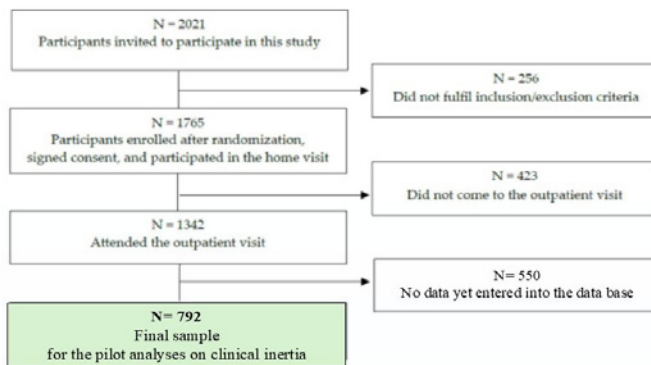 N = 2021
Participants invited to participate in this study
N = 256
Did not fulfil inclusion/exclusion criteria
N = 1765
Participants enrolled after randomization,
signed consent, and participated in the home visit
N = 423
Did not come to the outpatient visit
N = 1342
Attended the outpatient visit
N= 550
No data yet entered into the data base
N= 792
Final sample
for the pilot analyses on clinical inertia